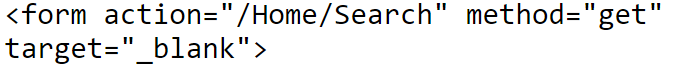 <form action="/Home/Search" method="get"
target="_blank">